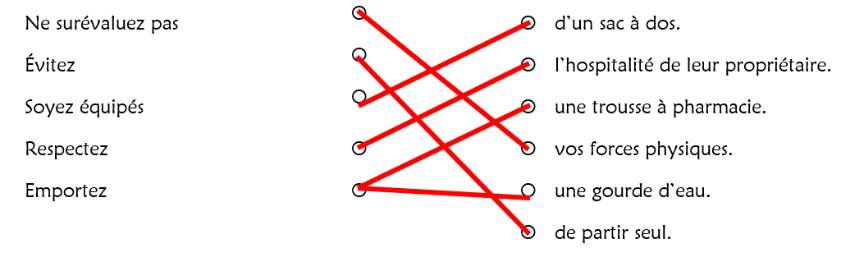 Ne surévaluez pas d'un sac à dos.
Évitez l'hospitalité de leur propriétaire.
Soyez équipés une trousse à pharmacie.
Respectez vos forces physiques.
Emportez une gourde d'eau.
de partir seul.